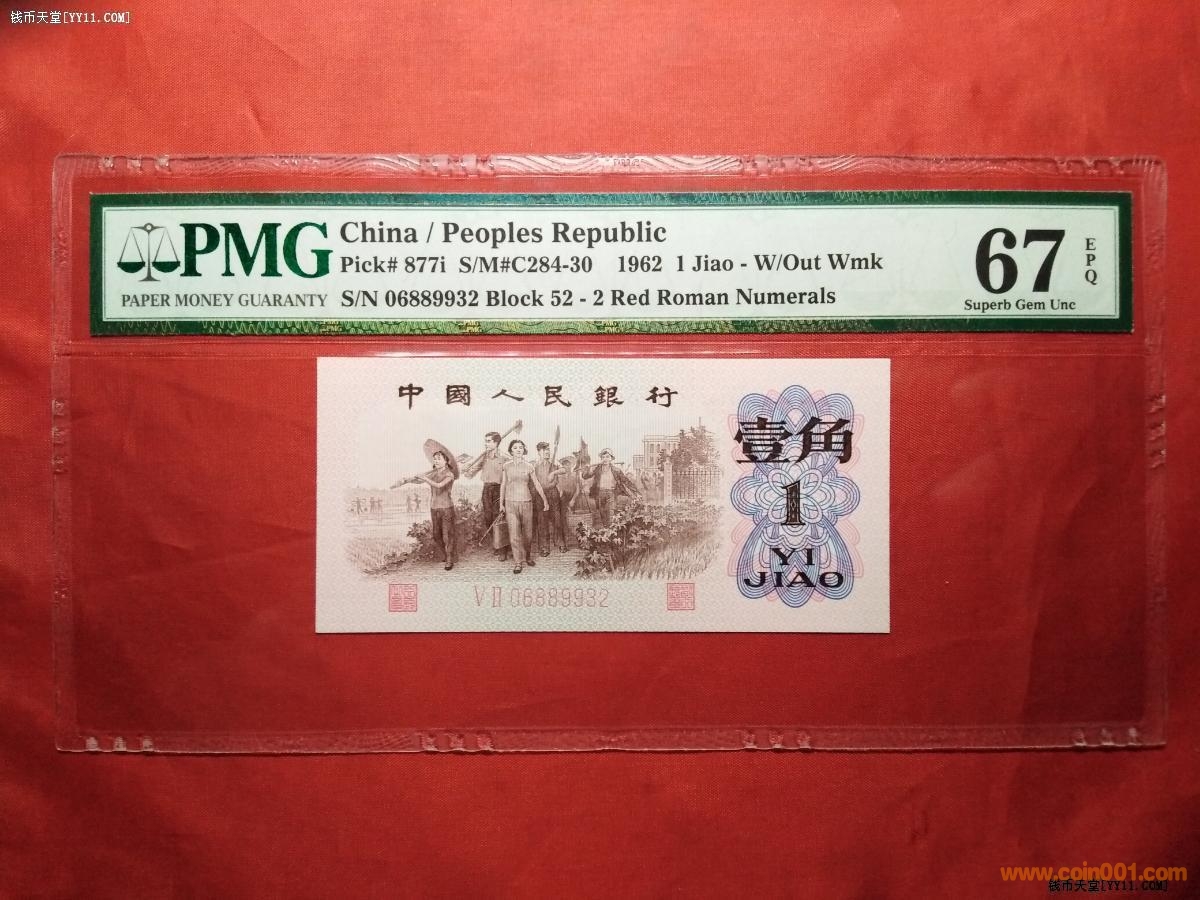 钱币天堂[YY11.COM]
PMG
PAPER MONEY GUARANTY
China / Peoples Republic
Pick# 877i S/M#C284-30 1962 1 Jiao - W/Out Wmk
S/N 06889932 Block 52 - 2 Red Roman Numerals
67
EPQ
Superb Gem Unc
中國人民銀行
壹角
1
YI
JIAO
VII 06889932
www.coin001.com
钱币天堂[YY11.COM]